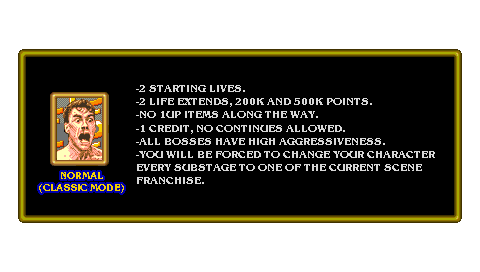 -2 STARTING LIVES.
-2 LIFE EXTENDS, 200K AND 500K POINTS.
-NO 1UP ITEMS ALONG THE WAY.
-1 CREDIT, NO CONTINUES ALLOWED.
-ALL BOSSES HAVE HIGH AGGRESSIVENESS.
-YOU WILL BE FORCED TO CHANGE YOUR CHARACTER
EVERY SUBSTAGE TO ONE OF THE CURRENT SCENE
FRANCHISE.
NORMAL
(CLASSIC MODE)